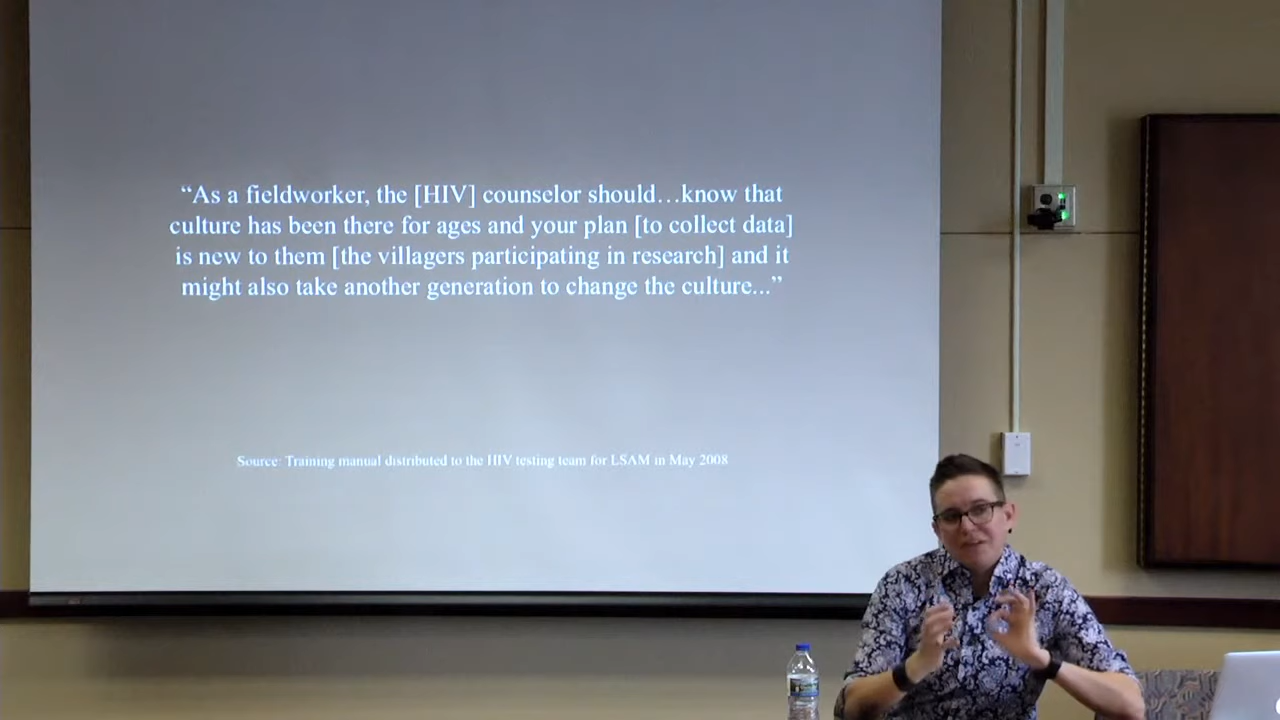 “As a fieldworker, the [HIV] counselor should…know that
culture has been there for ages and your plan [to collect data]
is new to them [the villagers participating in research] and it
might also take another generation to change the culture...”
Source: Training manual distributed to the HIV testing team for LSAM in May 2008